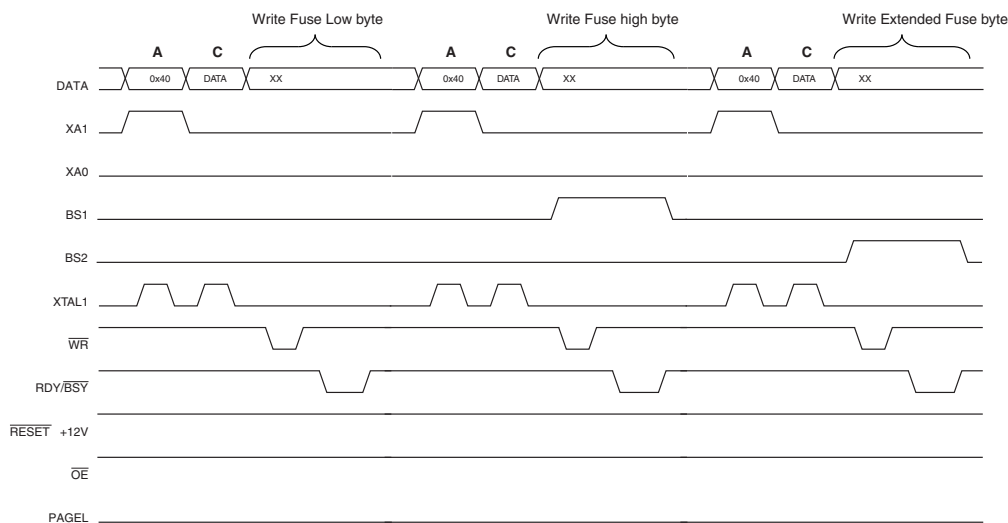 Write Fuse Low byte Write Fuse high byte Write Extended Fuse byte
A C A C A C
DATA 0x40 DATA XX 0x40 DATA XX 0x40 DATA XX
XA1
XA0
BS1
BS2
XTAL1
WR
RDY/BSY
RESET +12V
OE
PAGEL